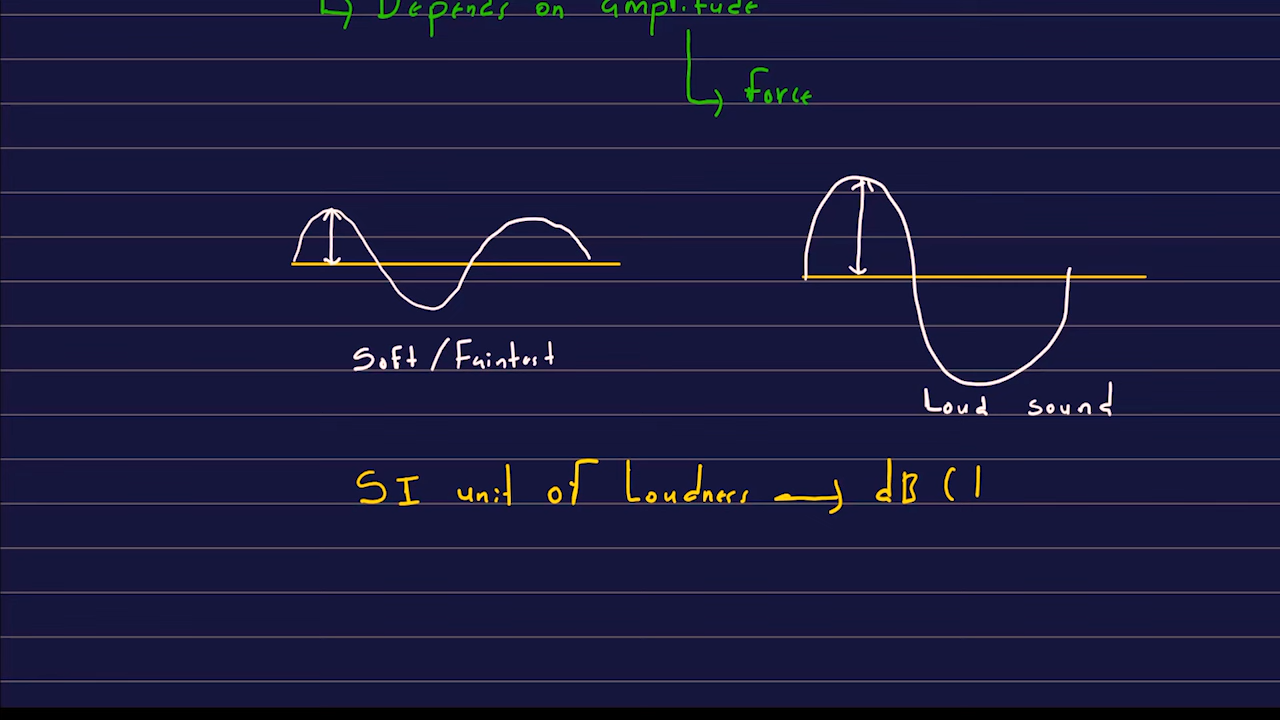 ↳ Depends on amplitude
↳ Force
Soft / Faintest
Loud sound
SI unit of Loudness → dB (